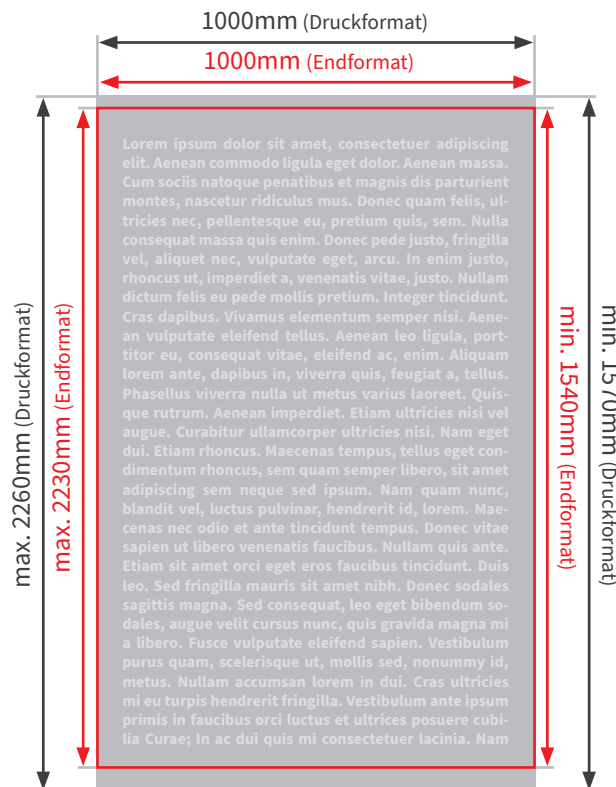 1000mm (Druckformat)
1000mm (Endformat)
max. 2260mm (Druckformat)
max. 2230mm (Endformat)
Lorem ipsum dolor sit amet, consectetuer adipiscing
elit. Aenean commodo ligula eget dolor. Aenean massa.
Cum sociis natoque penatibus et magnis dis parturient
montes, nascetur ridiculus mus. Donec quam felis, ul-
tricies nec, pellentesque eu, pretium quis, sem. Nulla
consequat massa quis enim. Donec pede justo, fringilla
vel, aliquet nec, vulputate eget, arcu. In enim justo,
rhoncus ut, imperdiet a, venenatis vitae, justo. Nullam
dictum felis eu pede mollis pretium. Integer tincidunt.
Cras dapibus. Vivamus elementum semper nisi. Aene-
an vulputate eleifend tellus. Aenean leo ligula, port-
titor eu, consequat vitae, eleifend ac, enim. Aliquam
lorem ante, dapibus in, viverra quis, feugiat a, tellu.
Phasellus viverra nulla ut metus varius laoreet. Quis-
que rutrum. Aenean imperdiet. Etiam ultricies nisi vel
augue. Curabitur ullamcorper ultricies nisi. Nam eget
dui. Etiam rhoncus. Maecenas tempus, tellus eget con-
dimentum rhoncus, sem quam semper libero, sit amt
adipiscing sem neque sed ipsum. Nam quam nunc,
blandit vel, luctus pulvinar, hendrerit id, lorem. Mae-
cenas nec odio et ante tincidunt tempus. Donec vitae
sapien ut libero venenatis faucibus. Nullam quis ante.
Etiam sit amet orci eget eros faucibus tincidunt. Duis
leo. Sed fringilla mauris sit amet nibh. Donec sodales
sagittis magna. Sed consequat, leo eget bibendum so-
dales, augue velit cursus nunc, quis gravida magna mi
a libero. Fusce vulputate eleifend sapien. Vestibulum
purus quam, scelerisque ut, mollis sed, nonummy id,
metus. Nullam accumsan lorem in dui. Cras ultricies
mi eu turpis hendrerit fringilla. Vestibulum ante ipsum
primis in faucibus orci luctus et ultrices posuere cubi-
lia Curae; In ac dui quis mi consectetuer lacinia. Nam
min. 1540mm (Endformat)
min. 1570mm (Druckformat)